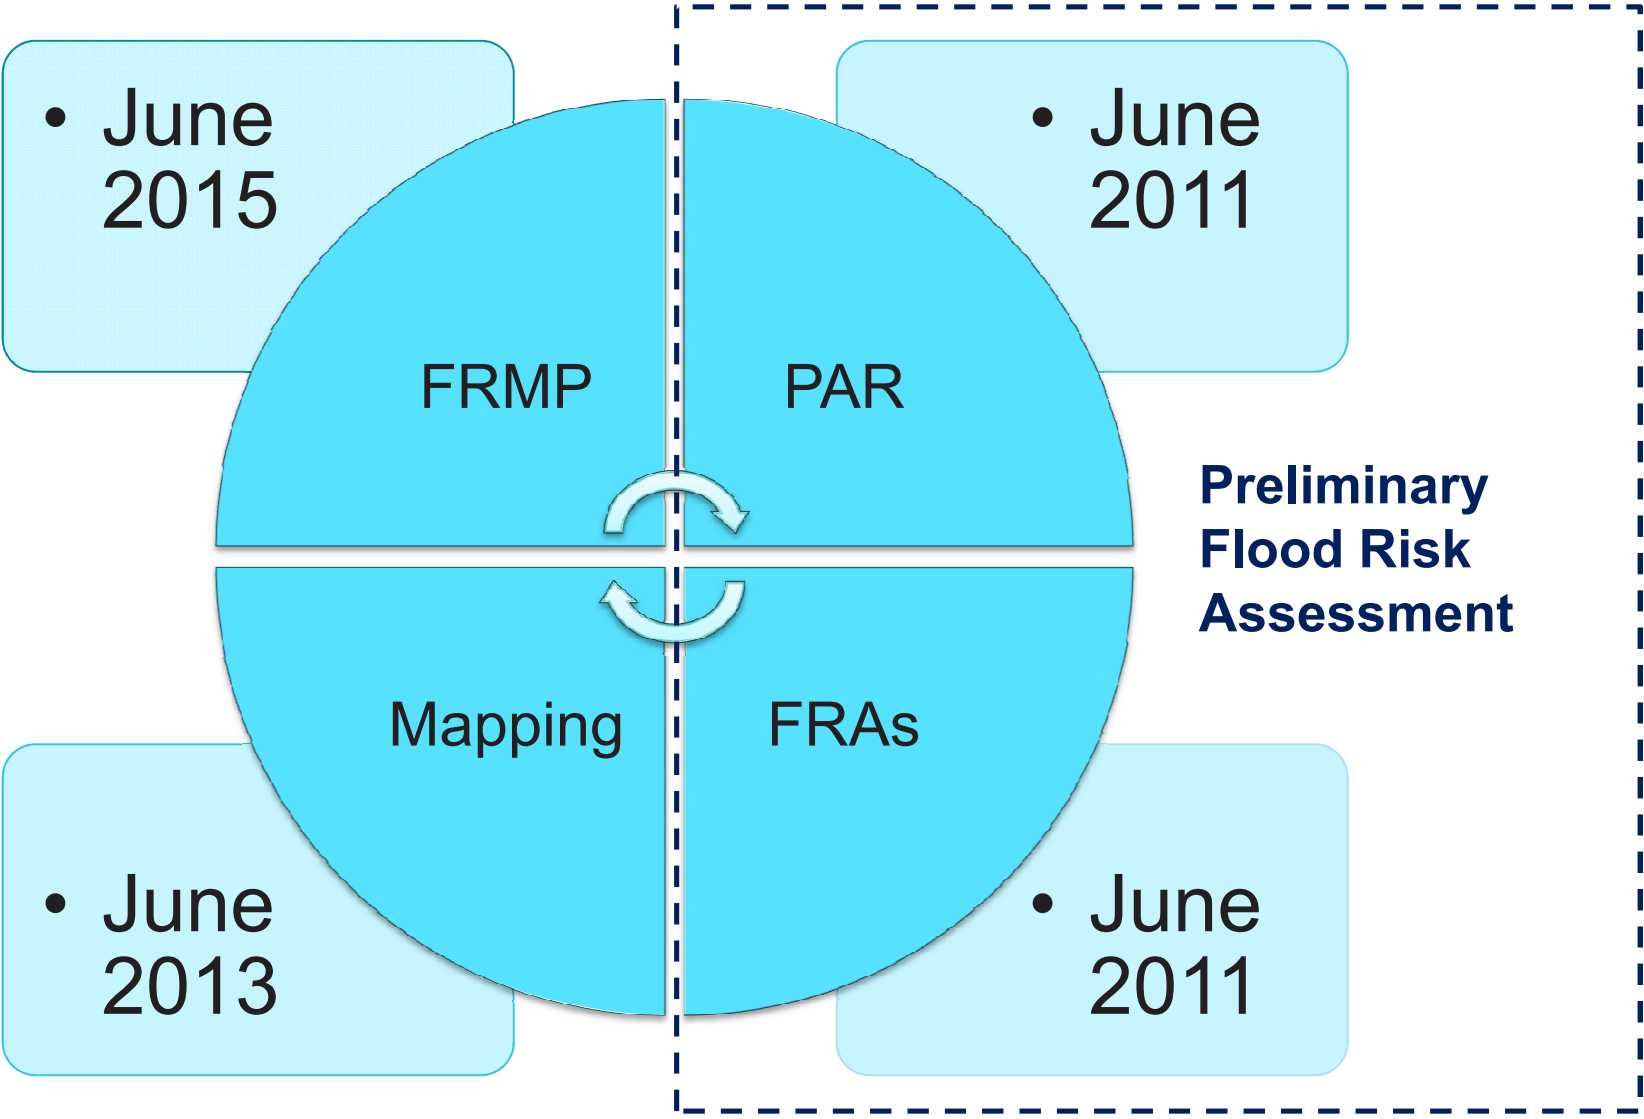 • June
2015
• June
2011
FRMP
PAR
Preliminary
Flood Risk
Assessment
Mapping
FRAs
• June
2013
• June
2011